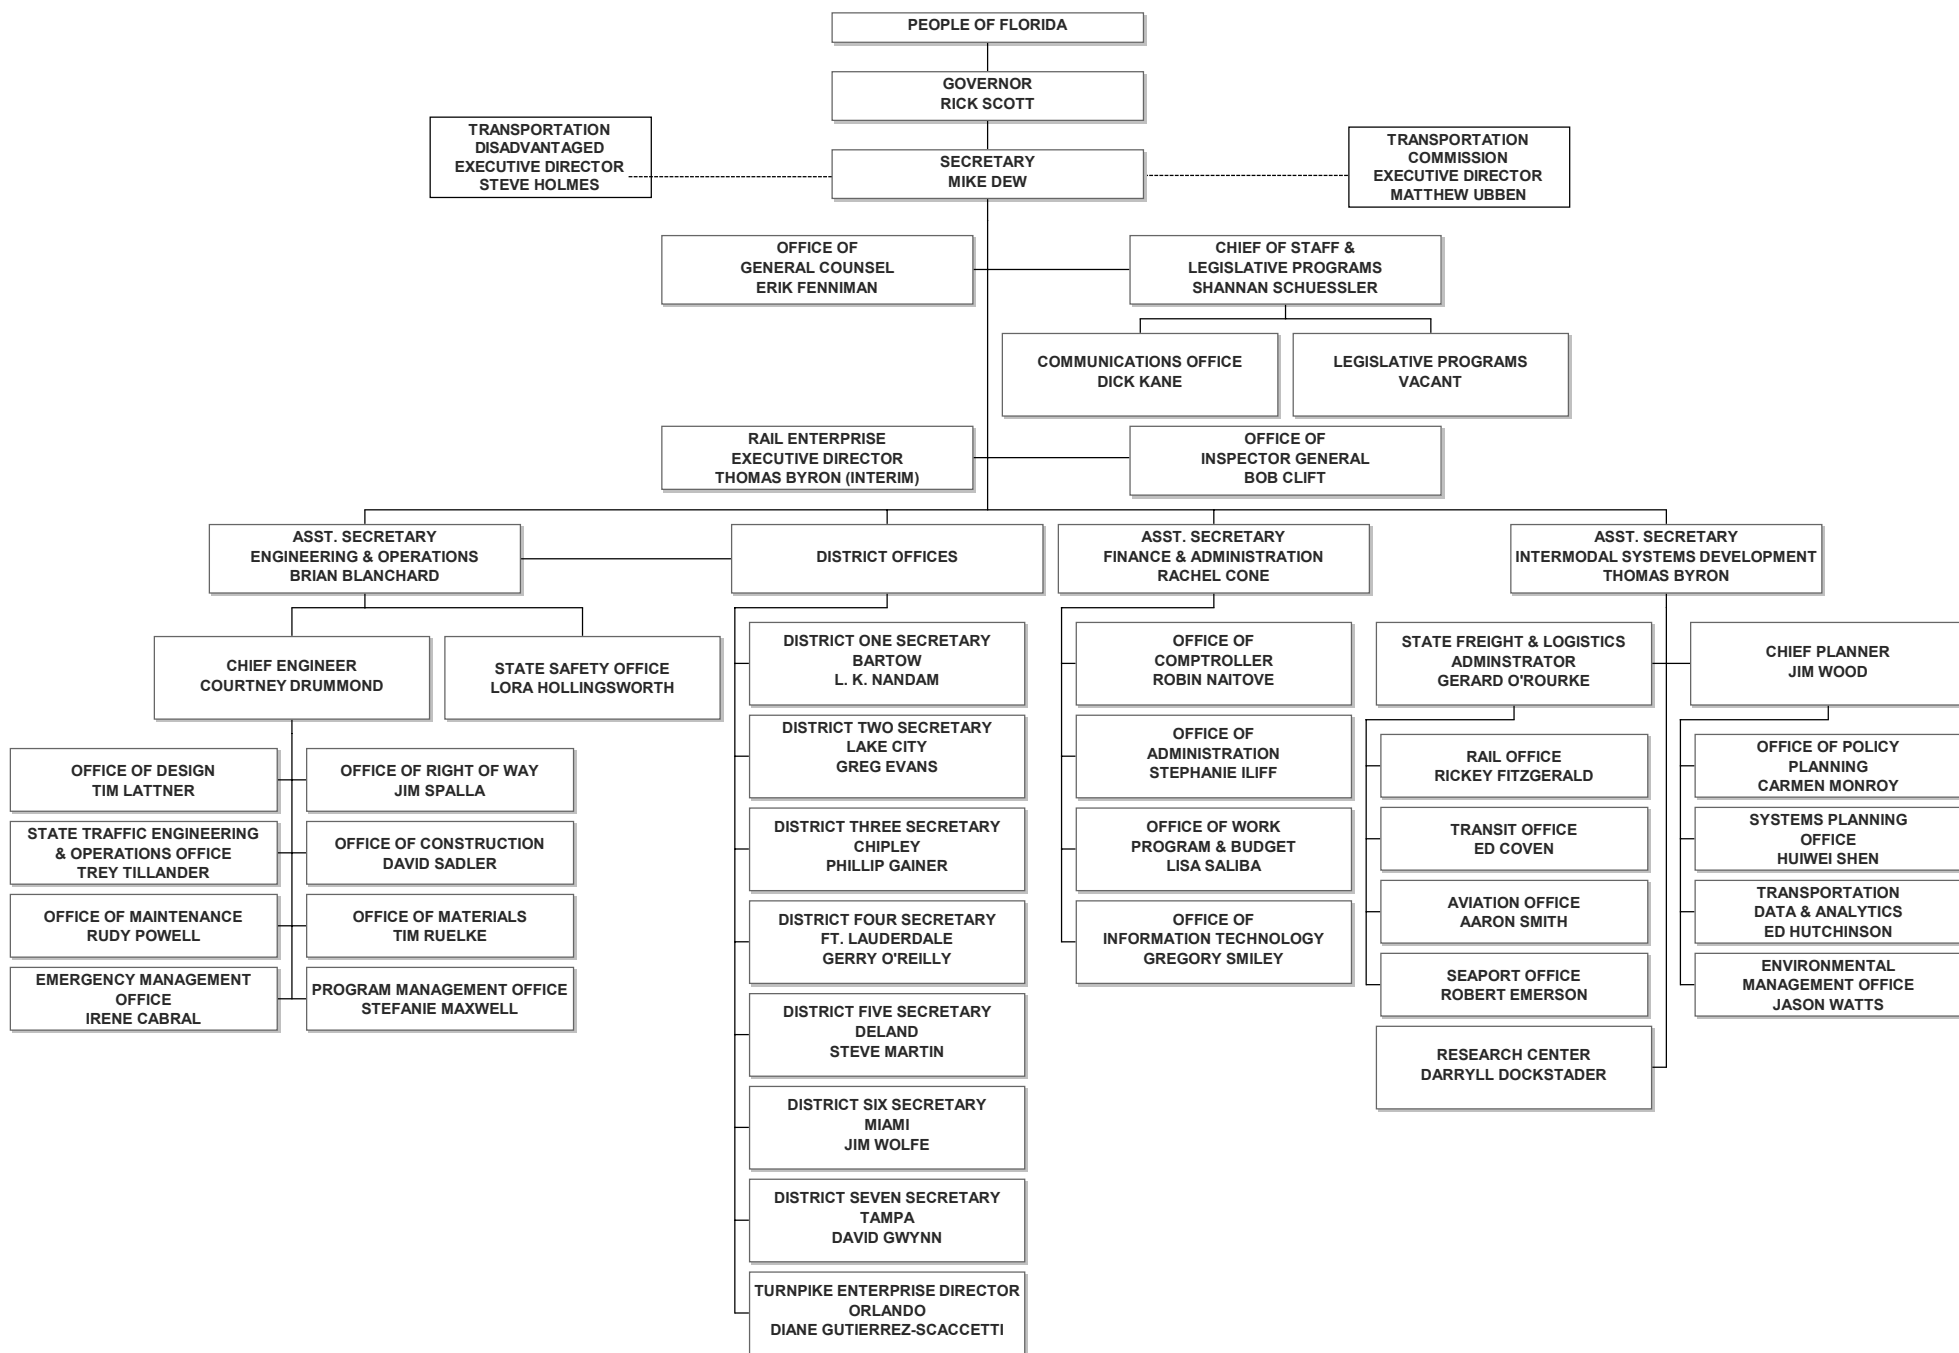 PEOPLE OF FLORIDA
GOVERNOR
RICK SCOTT
TRANSPORTATION
DISADVANTAGED
EXECUTIVE DIRECTOR
STEVE HOLMES
SECRETARY
MIKE DEW
TRANSPORTATION
COMMISSION
EXECUTIVE DIRECTOR
MATTHEW UBBEN
OFFICE OF
GENERAL COUNSEL
ERIK FENNIMAN
CHIEF OF STAFF &
LEGISLATIVE PROGRAMS
SHANNAN SCHUESSLER
COMMUNICATIONS OFFICE
DICK KANE
LEGISLATIVE PROGRAMS
VACANT
RAIL ENTERPRISE
EXECUTIVE DIRECTOR
THOMAS BYRON (INTERIM)
OFFICE OF
INSPECTOR GENERAL
BOB CLIFT
ASST. SECRETARY
ENGINEERING & OPERATIONS
BRIAN BLANCHARD
DISTRICT OFFICES
ASST. SECRETARY
FINANCE & ADMINISTRATION
RACHEL CONE
ASST. SECRETARY
INTERMODAL SYSTEMS DEVELOPMENT
THOMAS BYRON
CHIEF ENGINEER
COURTNEY DRUMMOND
STATE SAFETY OFFICE
LORA HOLLINGSWORTH
OFFICE OF DESIGN
TIM LATTNER
OFFICE OF RIGHT OF WAY
JIM SPALLA
STATE TRAFFIC ENGINEERING
& OPERATIONS OFFICE
TREY TILLANDER
OFFICE OF CONSTRUCTION
DAVID SADLER
OFFICE OF MAINTENANCE
RUDY POWELL
OFFICE OF MATERIALS
TIM RUELKE
EMERGENCY MANAGEMENT
OFFICE
IRENE CABRAL
PROGRAM MANAGEMENT OFFICE
STEFANIE MAXWELL
DISTRICT ONE SECRETARY
BARTOW
L. K. NANDAM
DISTRICT TWO SECRETARY
LAKE CITY
GREG EVANS
DISTRICT THREE SECRETARY
CHIPLEY
PHILLIP GAINER
DISTRICT FOUR SECRETARY
FT. LAUDERDALE
GERRY O'REILLY
DISTRICT FIVE SECRETARY
DELAND
STEVE MARTIN
DISTRICT SIX SECRETARY
MIAMI
JIM WOLFE
DISTRICT SEVEN SECRETARY
TAMPA
DAVID GWYNN
TURNPIKE ENTERPRISE DIRECTOR
ORLANDO
DIANE GUTIERREZ-SCACCETTI
OFFICE OF
COMPTROLLER
ROBIN NAITOVE
OFFICE OF
ADMINISTRATION
STEPHANIE ILIFF
OFFICE OF WORK
PROGRAM & BUDGET
LISA SALIBA
OFFICE OF
INFORMATION TECHNOLOGY
GREGORY SMILEY
STATE FREIGHT & LOGISTICS
ADMINSTRATOR
GERARD O'ROURKE
RAIL OFFICE
RICKEY FITZGERALD
TRANSIT OFFICE
ED COVEN
AVIATION OFFICE
AARON SMITH
SEAPORT OFFICE
ROBERT EMERSON
RESEARCH CENTER
DARRYLL DOCKSTADER
CHIEF PLANNER
JIM WOOD
OFFICE OF POLICY
PLANNING
CARMEN MONROY
SYSTEMS PLANNING
OFFICE
HUIWEI SHEN
TRANSPORTATION
DATA & ANALYTICS
ED HUTCHINSON
ENVIRONMENTAL
MANAGEMENT OFFICE
JASON WATTS